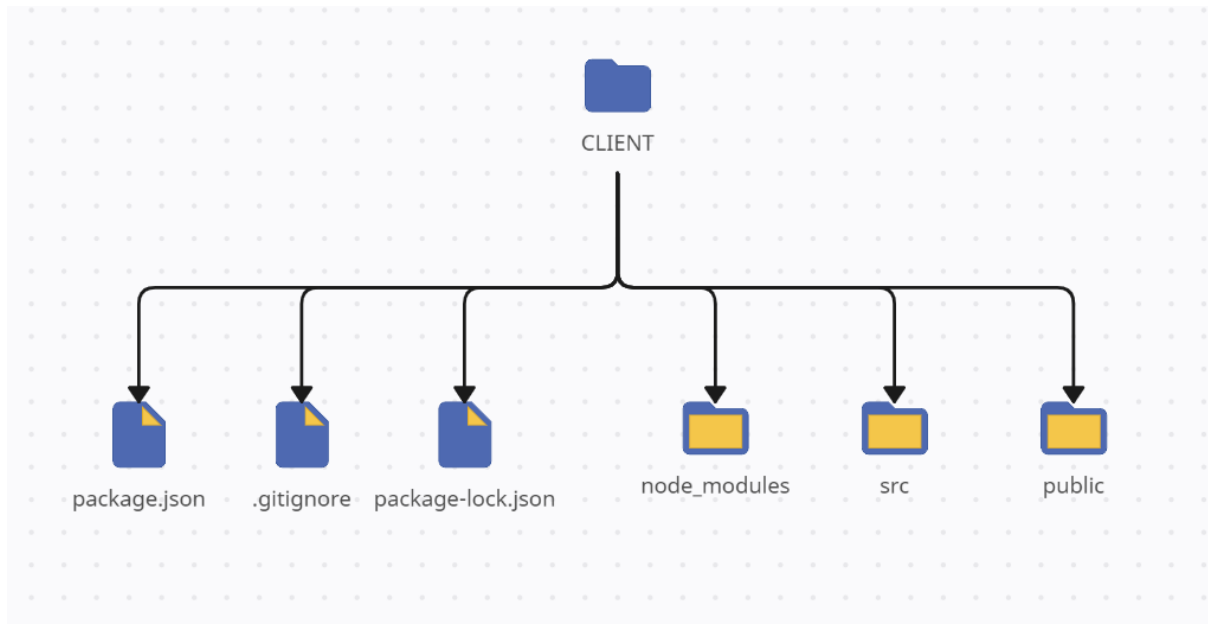 CLIENT
package.json
.gitignore
package-lock.json
node_modules
src
public